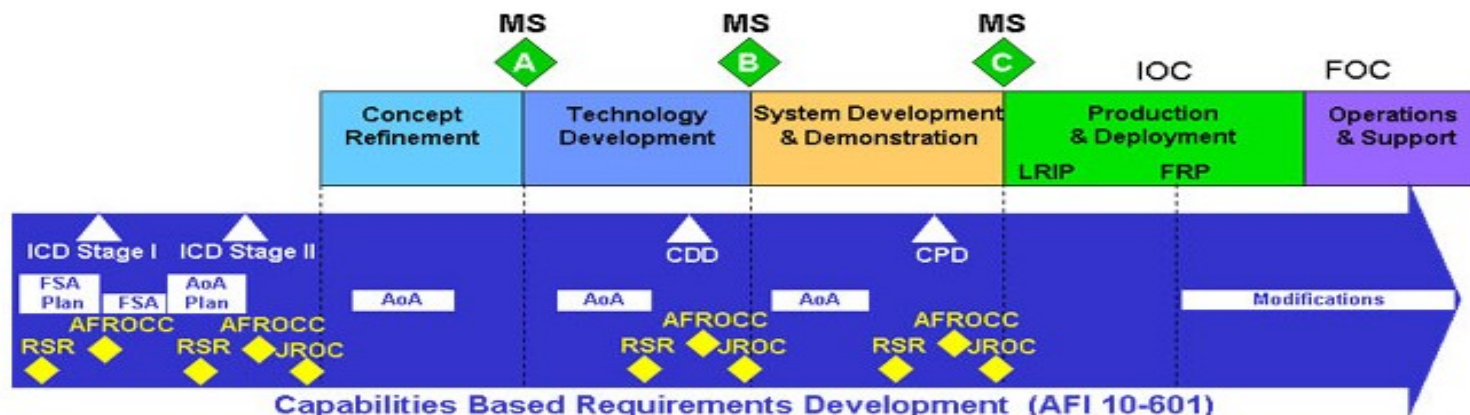 MS MS MS
A B C
IOC FOC
Concept Refinement
Technology Development
System Development & Demonstration
Production & Deployment
Operations & Support
LRIP FRP
ICD Stage I ICD Stage II CDD CPD
FSA Plan
FSA
AoA Plan
AoA AoA AoA Modifications
AFROCC AFROCC AFROCC AFROCC
RSR RSR JROC RSR JROC RSR JROC
Capabilities Based Requirements Development (AFI 10-601)